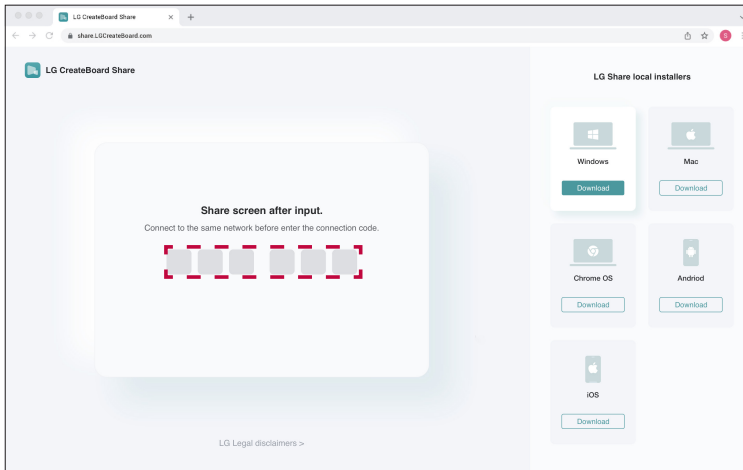 LG CreateBoard Share
share.LGCreateBoard.com
S
LG CreateBoard Share
LG Share local installers
Windows
Mac
Download
Download
Share screen after input.
Connect to the same network before enter the connection code.
Chrome OS
Andriod
Download
Download
iOS
Download
LG Legal disclaimers >